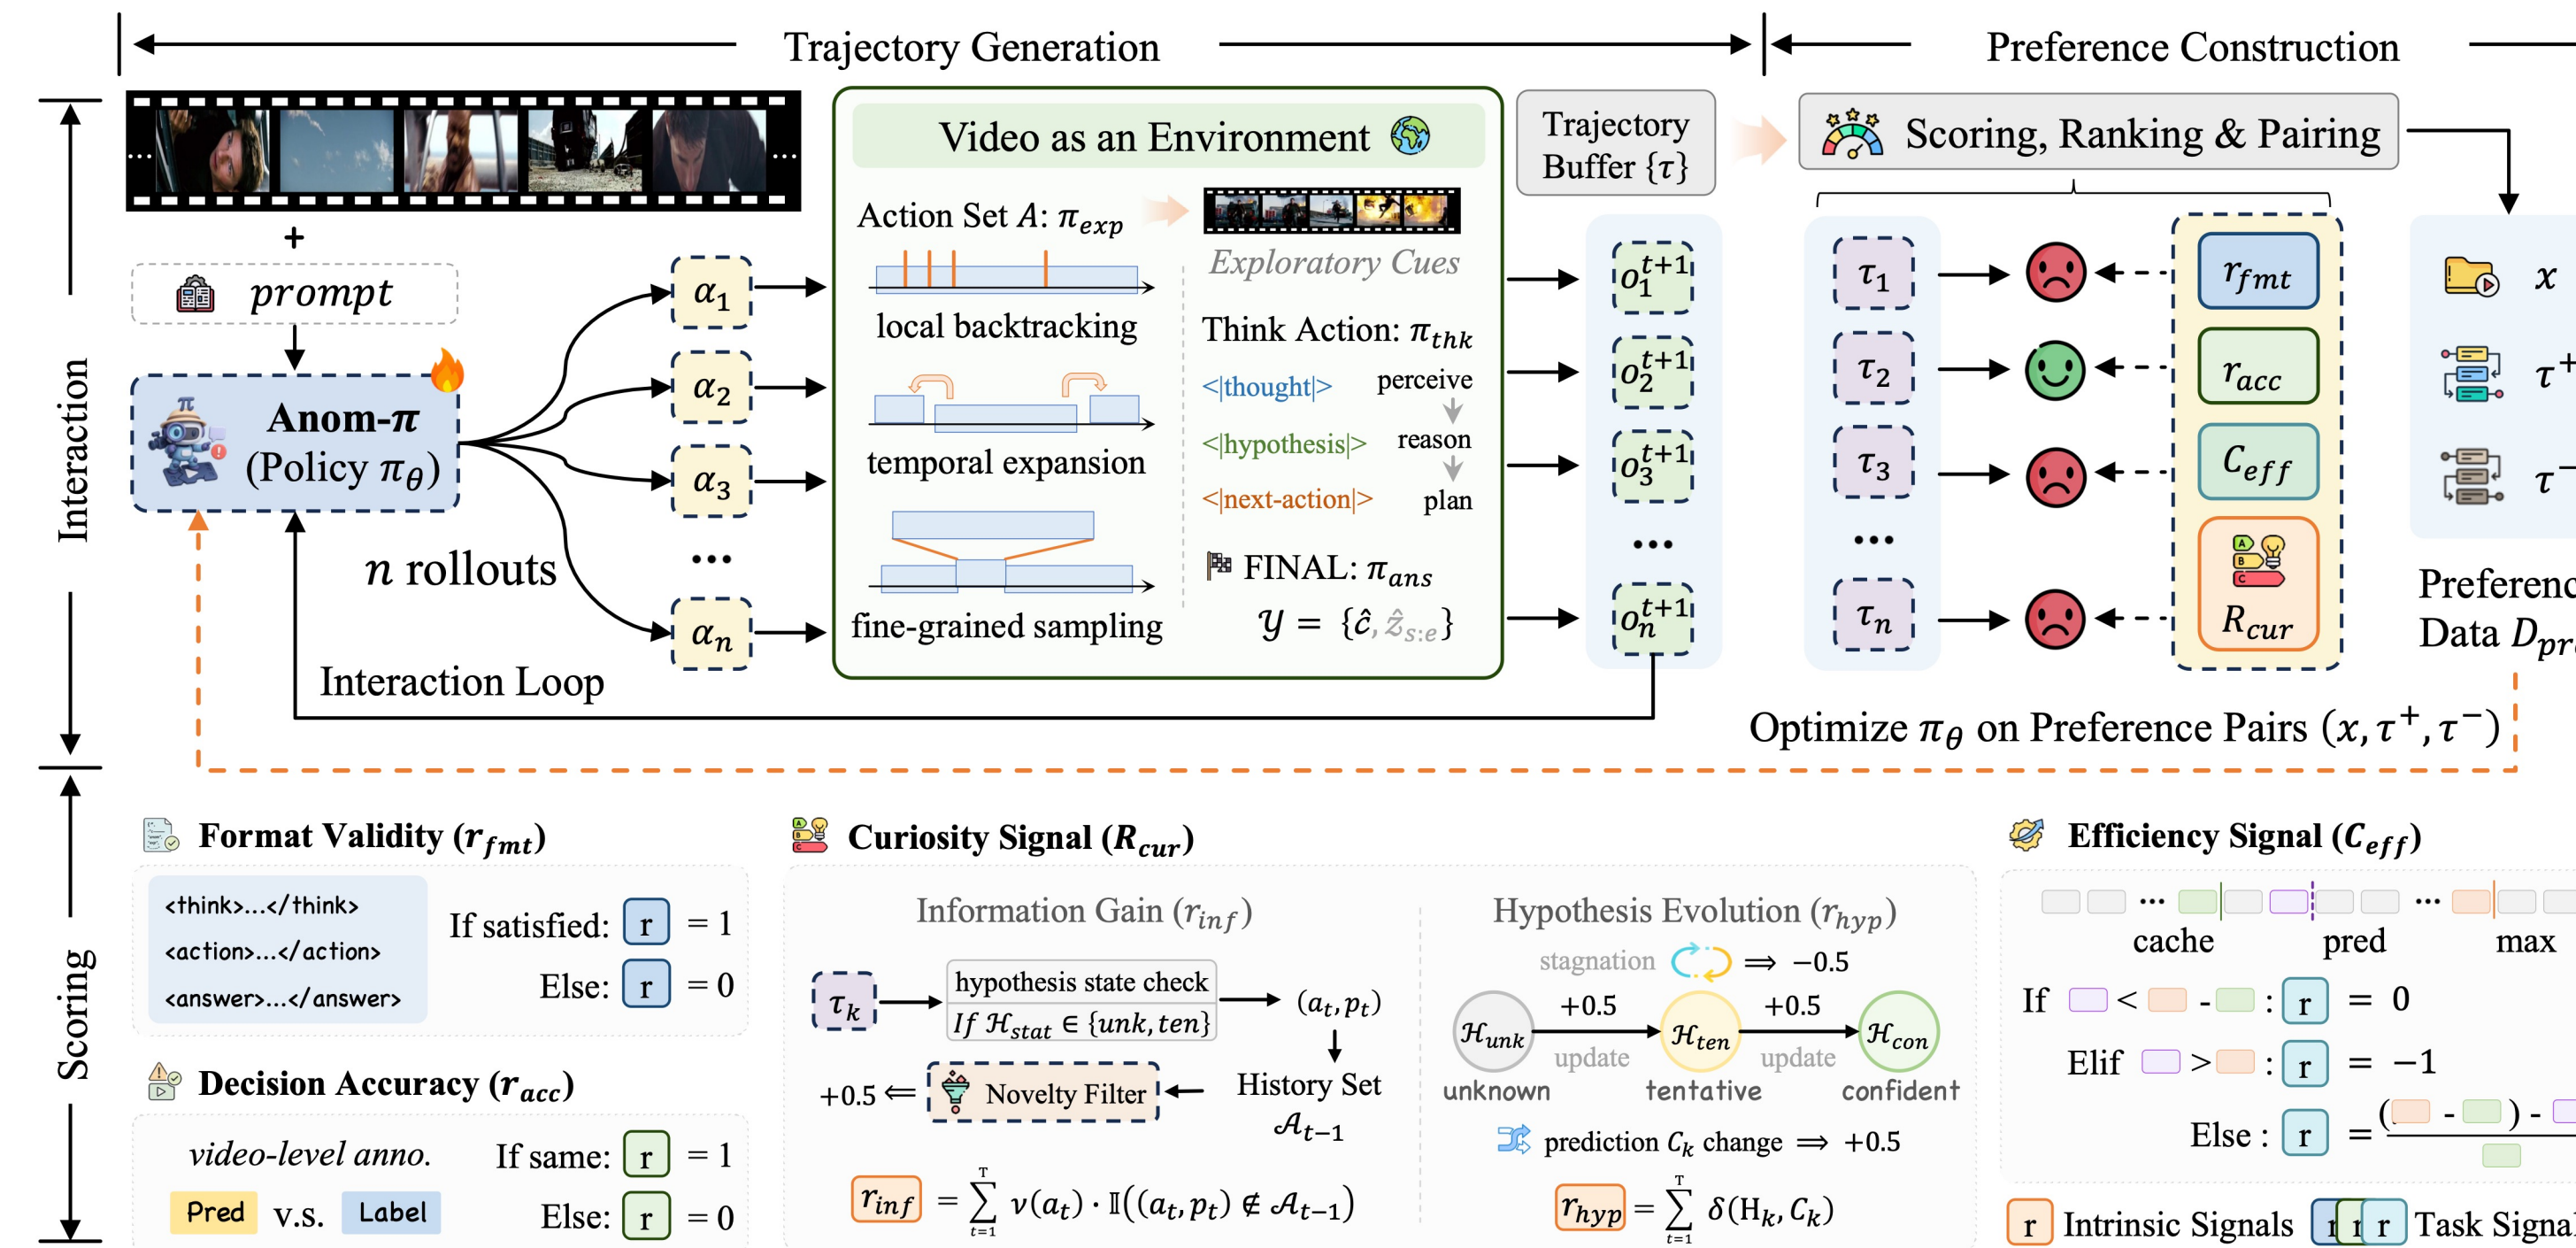 Trajectory Generation
Preference Construction
Interaction
Scoring
+
prompt
Anom-π
(Policy π_θ)
n rollouts
Interaction Loop
α_1
α_2
α_3
...
α_n
Video as an Environment
Action Set A: π_exp
local backtracking
temporal expansion
fine-grained sampling
Exploratory Cues
Think Action: π_thk
<|thought|> perceive
<|hypothesis|> reason
<|next-action|> plan
FINAL: π_ans
𝒴 = {ĉ, ẑ_{s:e}}
Trajectory
Buffer {τ}
o_1^{t+1}
o_2^{t+1}
o_3^{t+1}
...
o_n^{t+1}
Scoring, Ranking & Pairing
τ_1
τ_2
τ_3
...
τ_n
r_fmt
r_acc
C_eff
R_cur
x
τ^+
τ^−
Data
Optimize π_θ on Preference Pairs (x, τ^+, τ^−)
Format Validity (r_fmt)
<think>...</think>
<action>...</action>
<answer>...</answer>
If satisfied: r = 1
Else: r = 0
Decision Accuracy (r_acc)
video-level anno.
Pred v.s. Label
If same: r = 1
Else: r = 0
Curiosity Signal (R_cur)
Information Gain (r_inf)
τ_k
hypothesis state check
If ℋ_stat ∈ {unk, ten}
(a_t, p_t)
History Set
𝒜_{t−1}
Novelty Filter
+0.5 ⇐
r_inf = ∑_{t=1}^{T} ν(a_t) · 𝕀((a_t, p_t) ∉ 𝒜_{t−1})
Hypothesis Evolution (r_hyp)
stagnation ⟹ −0.5
+0.5 +0.5
ℋ_unk ℋ_ten ℋ_con
update update
unknown tentative confident
prediction C_k change ⟹ +0.5
r_hyp = ∑_{t=1}^{T} δ(H_k, C_k)
Efficiency Signal (C_eff)
... ...
cache pred max
If < - : r = 0
Elif > : r = −1
Else : r = ( - ) -
r Intrinsic Signals r r r Task